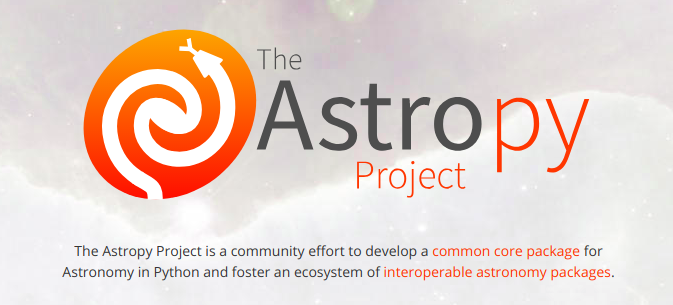 The
Astropy
Project
The Astropy Project is a community effort to develop a common core package for
Astronomy in Python and foster an ecosystem of interoperable astronomy packages.